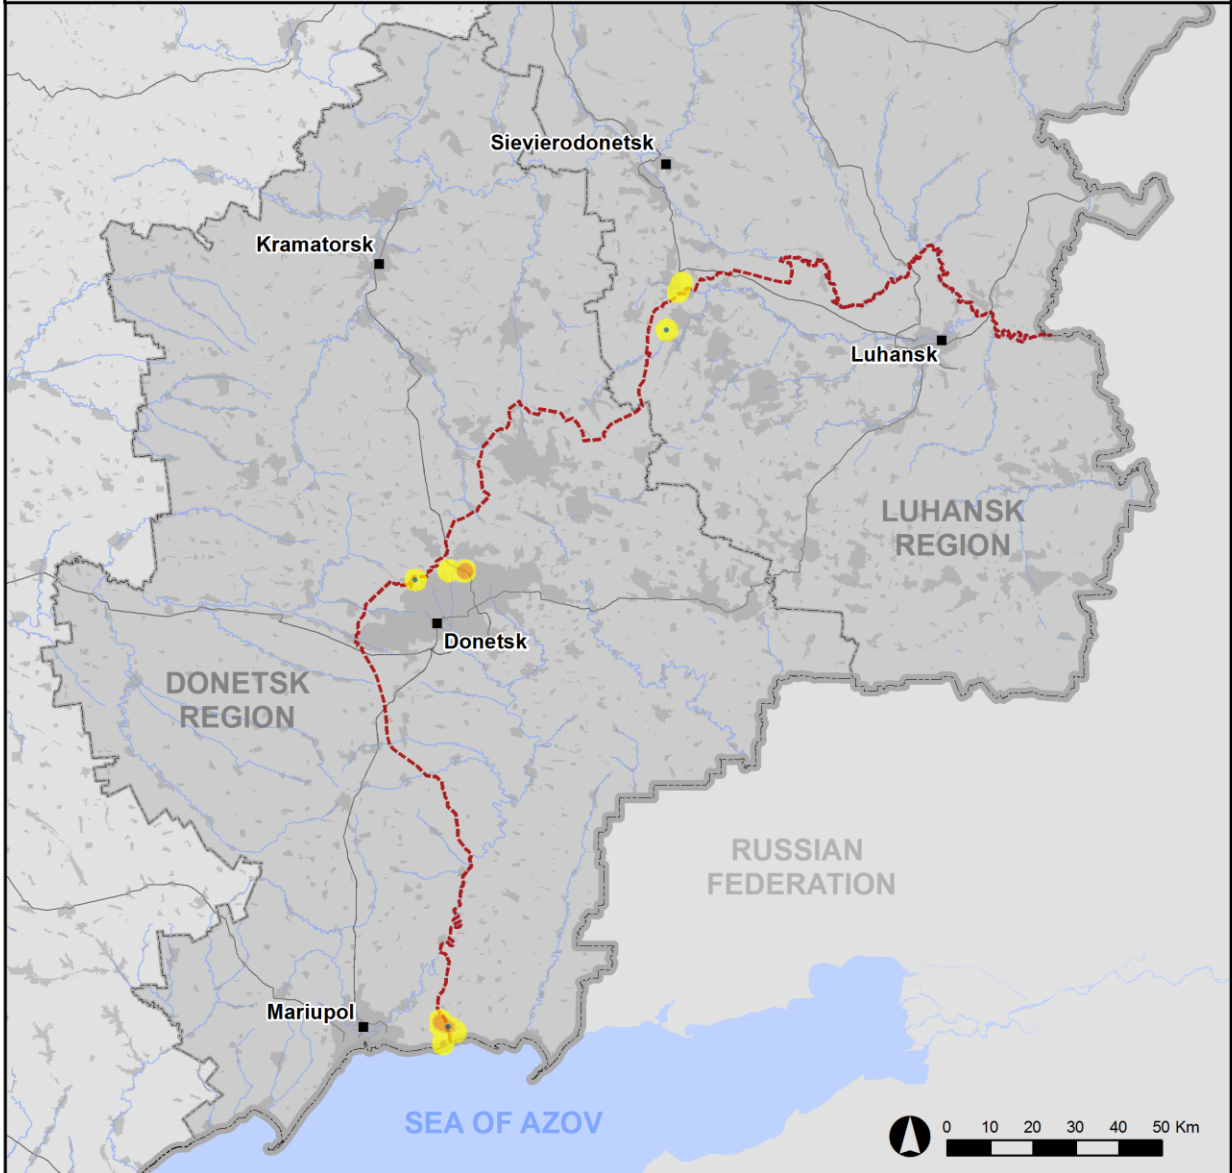 Sievierodonetsk
Kramatorsk
Luhansk
LUHANSK
REGION
Donetsk
DONETSK
REGION
RUSSIAN
FEDERATION
Mariupol
SEA OF AZOV
0 10 20 30 40 50 Km